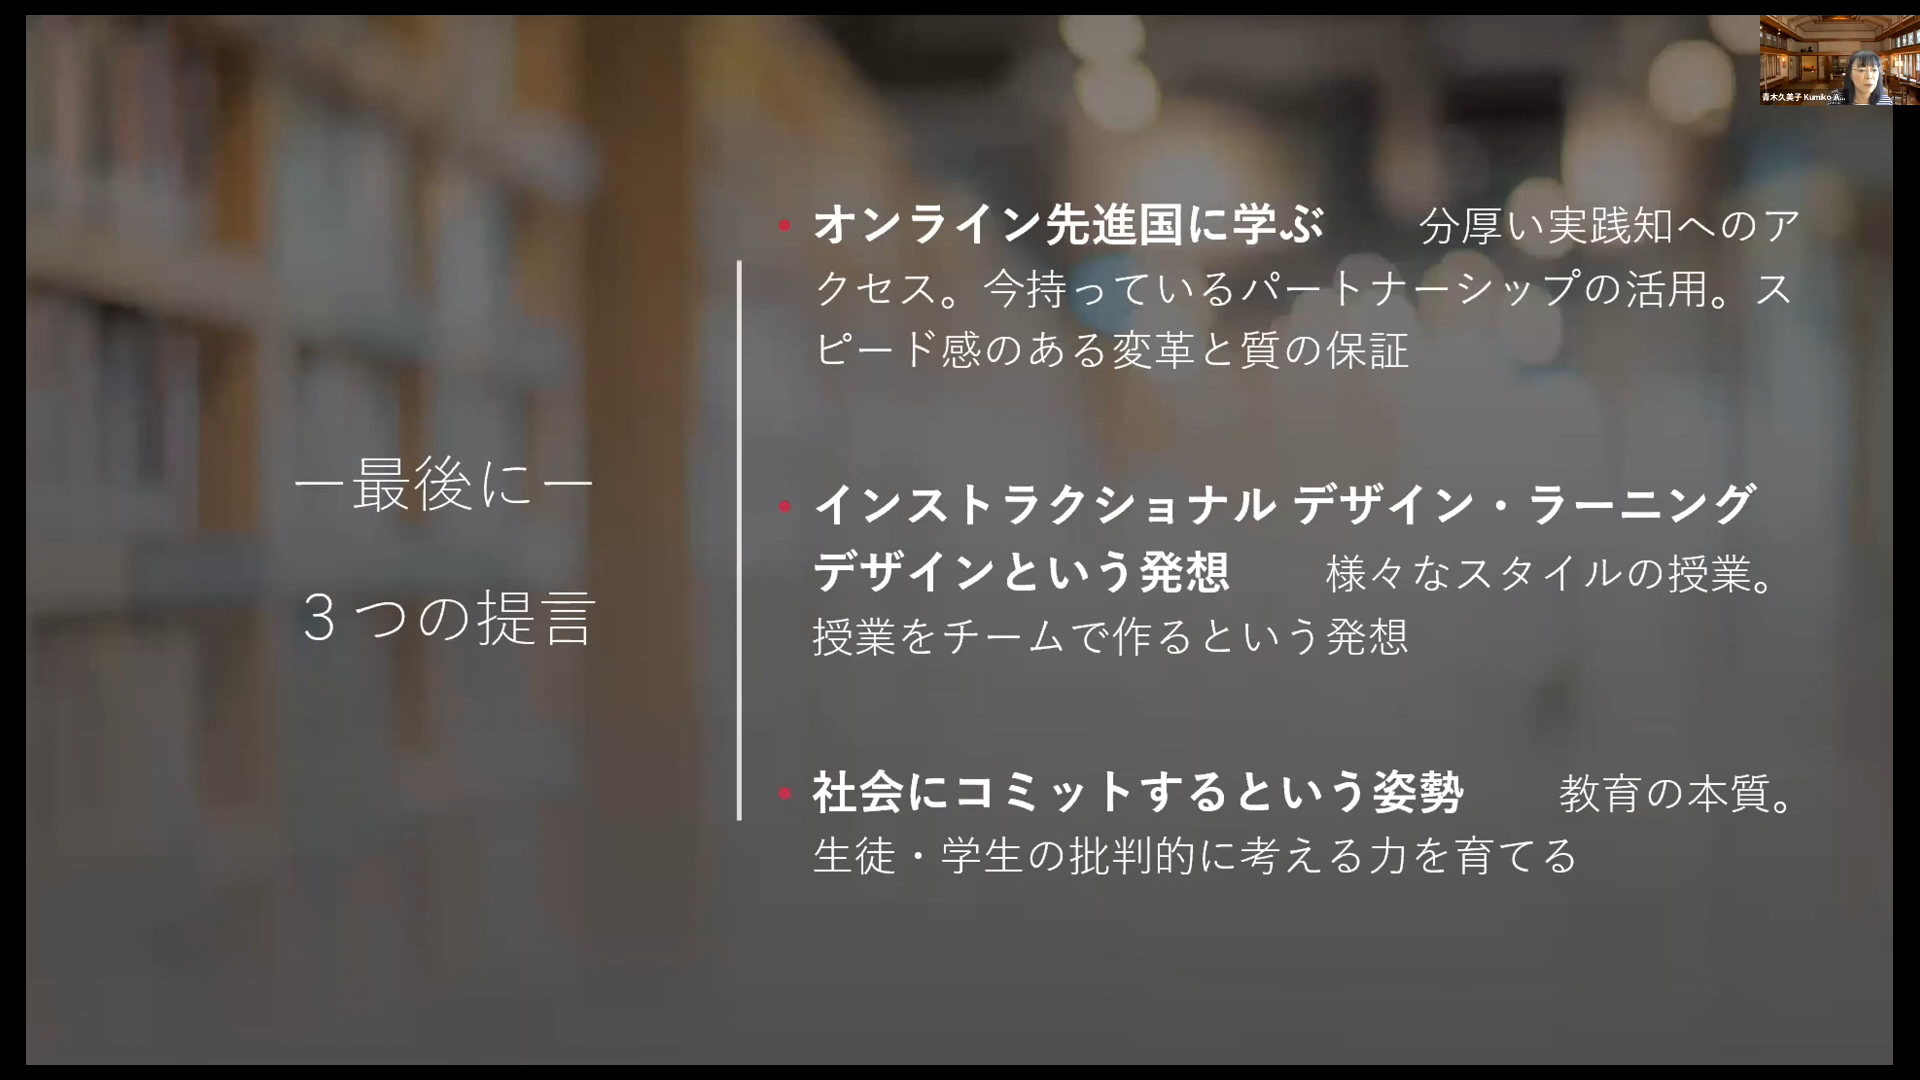 青木久美子 Kumiko A...
ー最後にー
３つの提言
• オンライン先進国に学ぶ　　分厚い実践知へのア
クセス。今持っているパートナーシップの活用。ス
ピード感のある変革と質の保証
• インストラクショナル デザイン・ラーニング
デザインという発想　　様々なスタイルの授業。
授業をチームで作るという発想
• 社会にコミットするという姿勢　　教育の本質。
生徒・学生の批判的に考える力を育てる